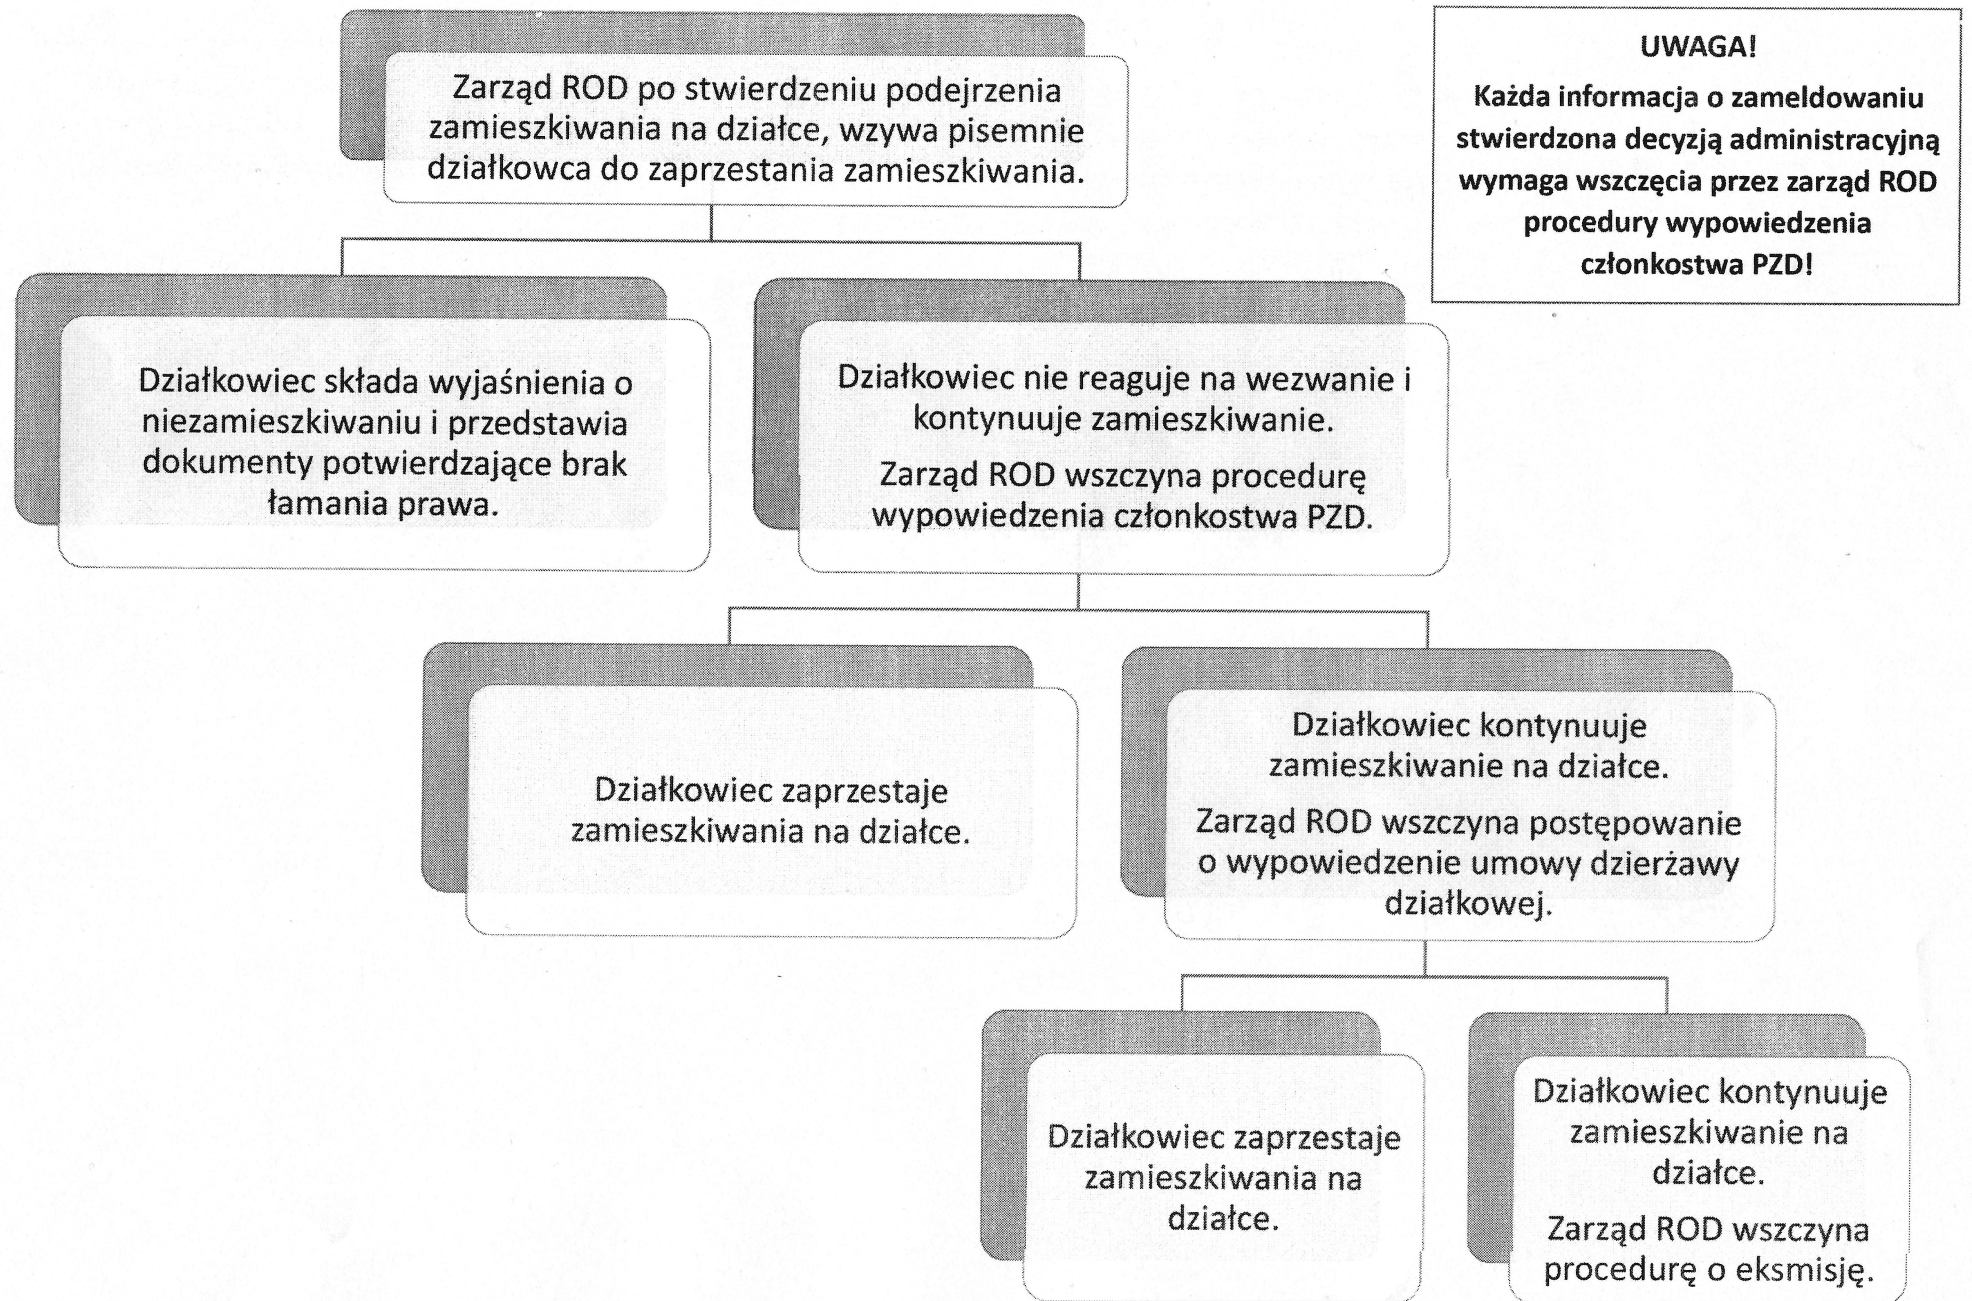 Zarząd ROD po stwierdzeniu podejrzenia
zamieszkiwania na działce, wzywa pisemnie
działkowca do zaprzestania zamieszkiwania.
UWAGA!
Każda informacja o zameldowaniu
stwierdzona decyzją administracyjną
wymaga wszczęcia przez zarząd ROD
procedury wypowiedzenia
członkostwa PZD!
Działkowiec składa wyjaśnienia o
niezamieszkiwaniu i przedstawia
dokumenty potwierdzające brak
łamania prawa.
Działkowiec nie reaguje na wezwanie i
kontynuuje zamieszkiwanie.
Zarząd ROD wszczyna procedurę
wypowiedzenia członkostwa PZD.
Działkowiec zaprzestaje
zamieszkiwania na działce.
Działkowiec kontynuuje
zamieszkiwanie na działce.
Zarząd ROD wszczyna postępowanie
o wypowiedzenie umowy dzierżawy
działkowej.
Działkowiec zaprzestaje
zamieszkiwania na
działce.
Działkowiec kontynuuje
zamieszkiwanie na
działce.
Zarząd ROD wszczyna
procedurę o eksmisję.